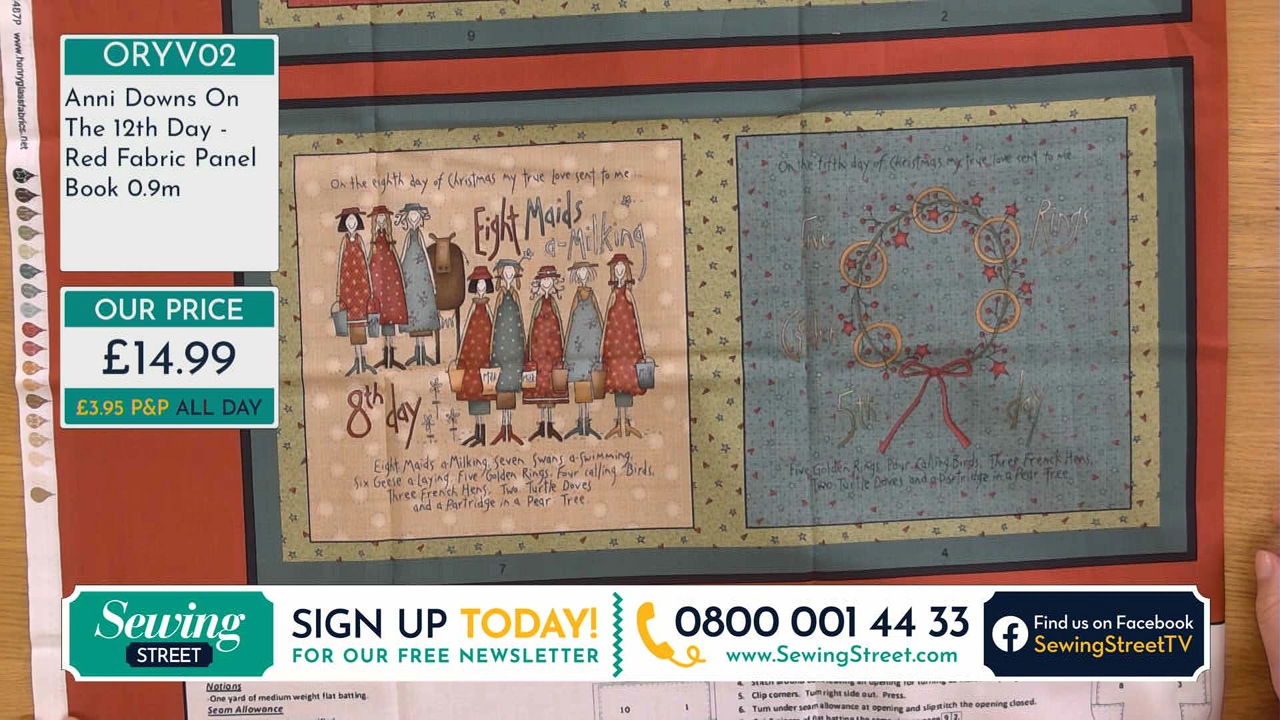 4B7P www.henryglassfabrics.net
9
2
ORYV02
Anni Downs On
The 12th Day -
Red Fabric Panel
Book 0.9m
OUR PRICE
£14.99
£3.95 P&P ALL DAY
On the eighth day of Christmas my true love sent to me...
Eight Maids
a-Milking
Milk
8th day
Eight Maids a-Milking, Seven Swans a-Swimming,
Six Geese a-Laying, Five Golden Rings, Four Calling Birds,
Three French Hens, Two Turtle Doves
and a Partridge in a Pear Tree
7
On the fifth day of Christmas my true love sent to me...
Five
Rings
Golden
5th
day
Five Golden Rings, Four Calling Birds, Three French Hens,
Two Turtle Doves and a Partridge in a Pear Tree
4
Sewing
STREET
SIGN UP TODAY!
FOR OUR FREE NEWSLETTER
0800 001 44 33
www.SewingStreet.com
Find us on Facebook
SewingStreetTV
Notions
-One yard of medium weight flat batting.
Seam Allowance
10
1
5. Clip corners. Turn right side out. Press.
6. Turn under seam allowance at opening and slipstitch the opening closed.
8
3